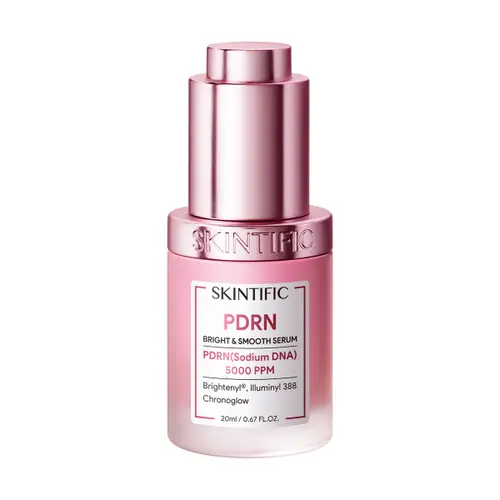 SKINTIFIC
SKINTIFIC
PDRN
BRIGHT & SMOOTH SERUM
PDRN(Sodium DNA)
5000 PPM
Brightenyl®, Illuminyl 388
Chronoglow
20ml / 0.67 FL.OZ.